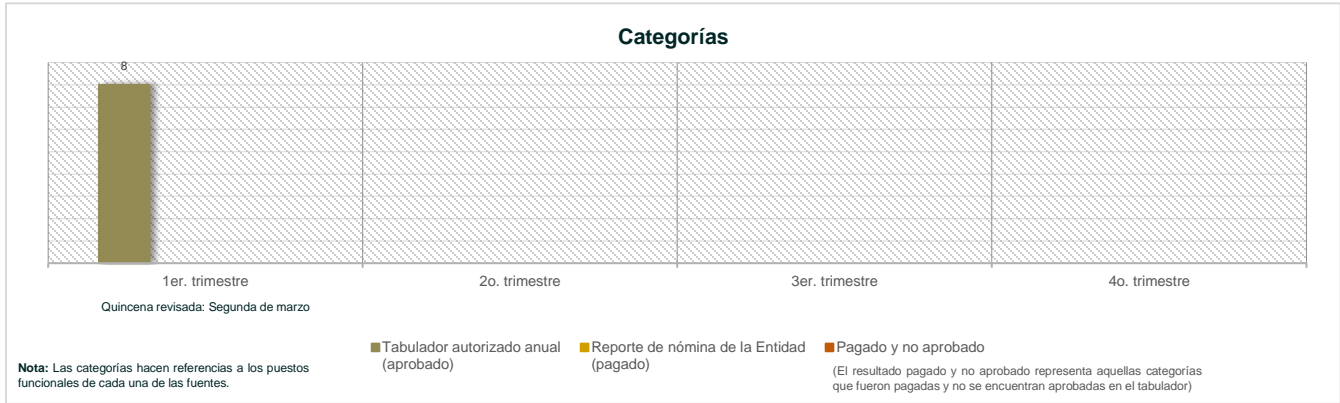 Categorías
8
1er. trimestre
2o. trimestre
3er. trimestre
4o. trimestre
Quincena revisada: Segunda de marzo
Tabulador autorizado anual
(aprobado)
Reporte de nómina de la Entidad
(pagado)
Pagado y no aprobado
(El resultado pagado y no aprobado representa aquellas categorías
que fueron pagadas y no se encuentran aprobadas en el tabulador)
Nota: Las categorías hacen referencias a los puestos
funcionales de cada una de las fuentes.